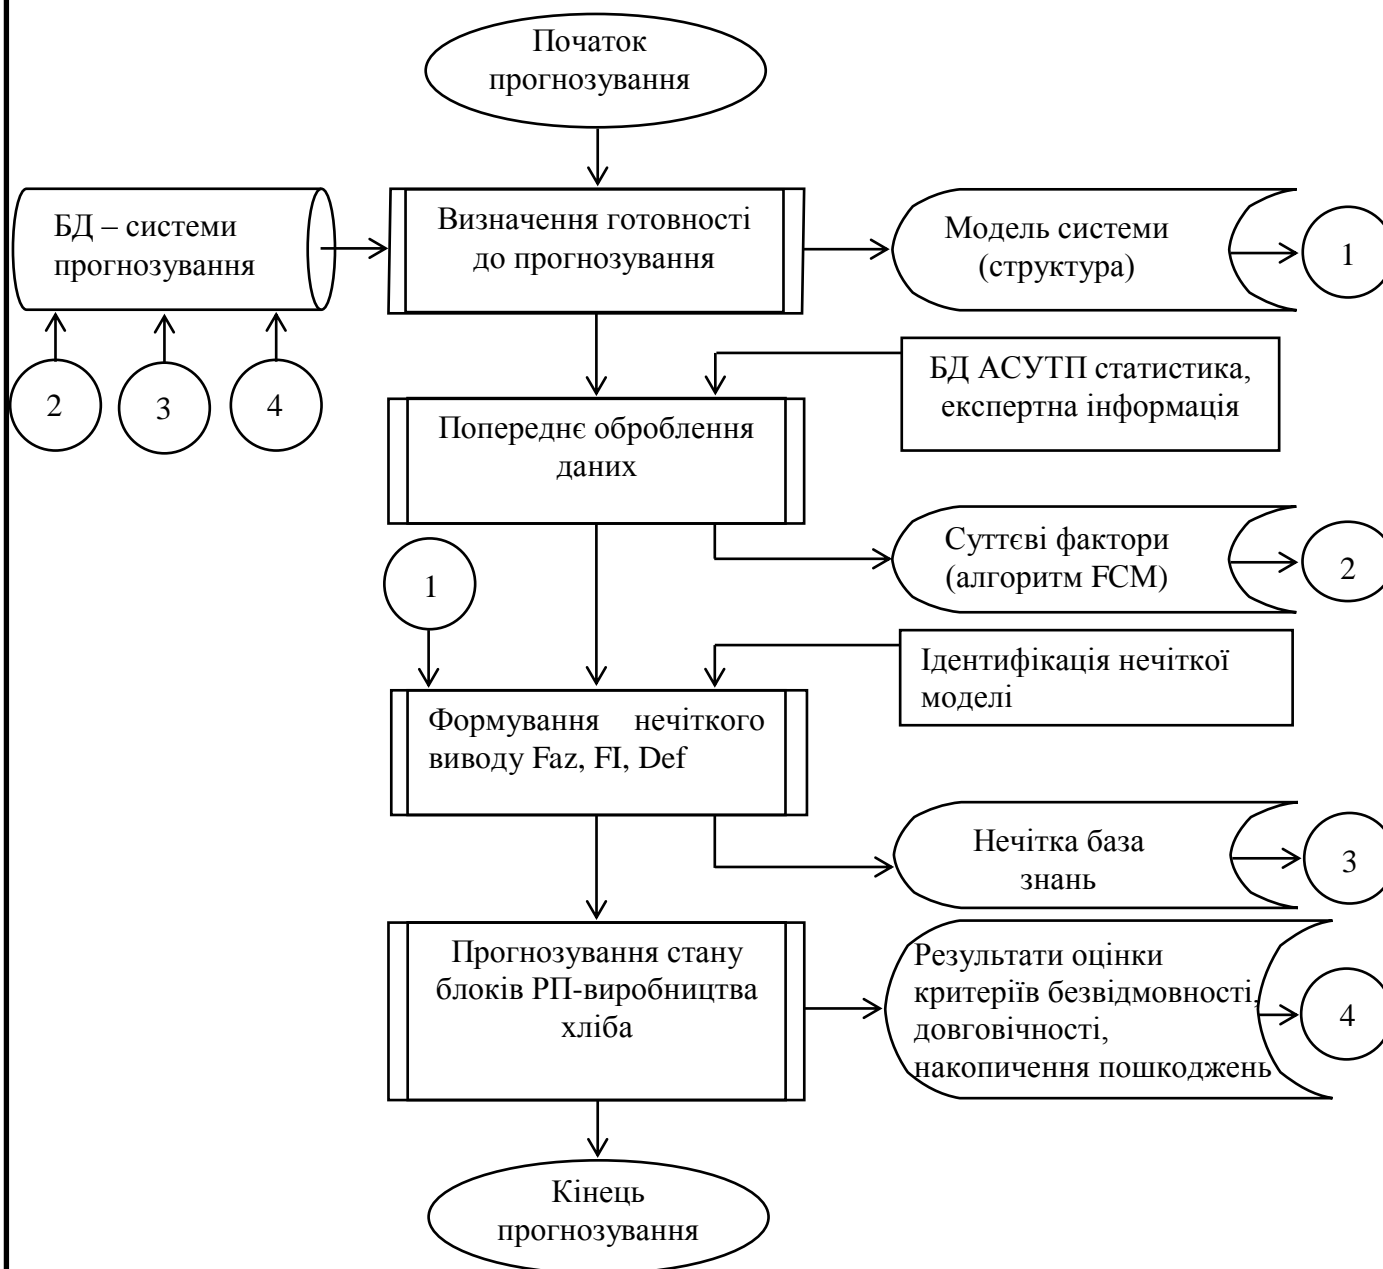 Початок
прогнозування
БД – системи
прогнозування
Визначення готовності
до прогнозування
Модель системи
(структура)
1
2
3
4
БД АСУТП статистика,
експертна інформація
Попереднє оброблення
даних
Суттєві фактори
(алгоритм FCM)
2
1
Ідентифікація нечіткої
моделі
Формування нечіткого
виводу Faz, FI, Def
Нечітка база
знань
3
Прогнозування стану
блоків РП-виробництва
хліба
Результати оцінки
критеріїв безвідмовності,
довговічності,
накопичення пошкоджень
4
Кінець
прогнозування